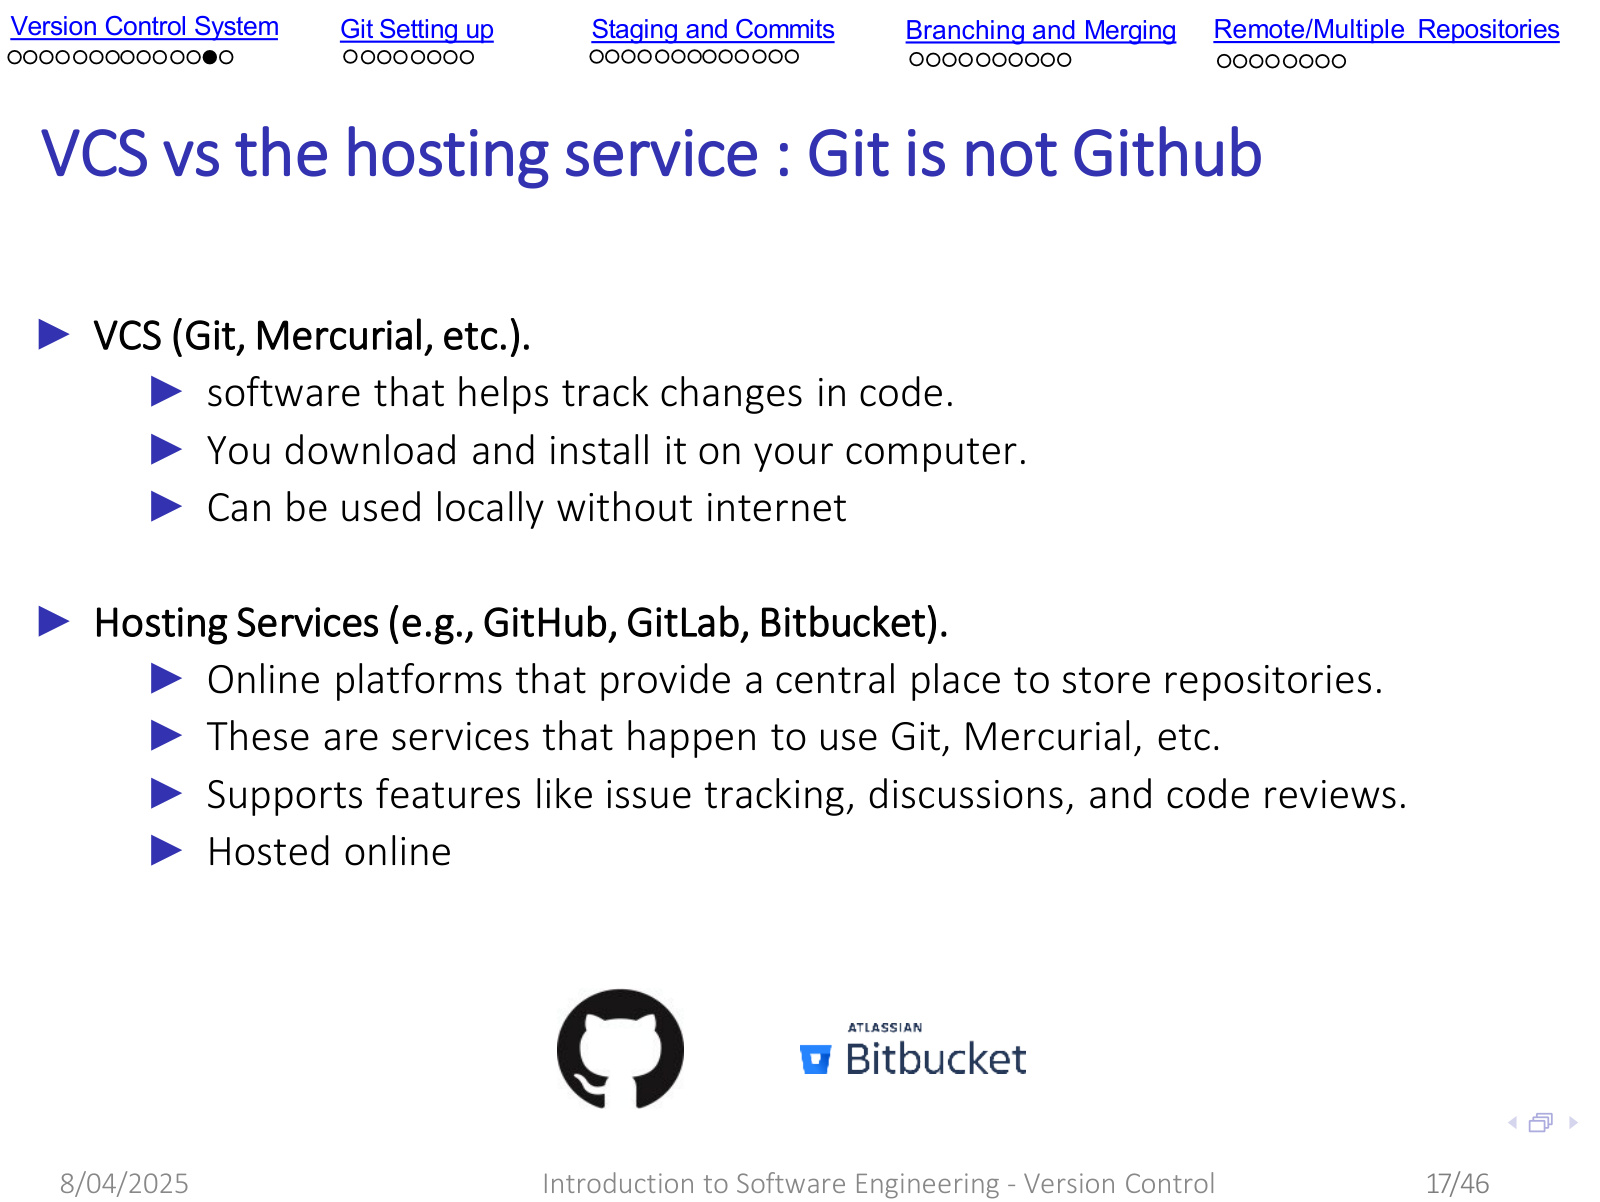 Version Control System
Git Setting up
Staging and Commits
Branching and Merging
Remote/Multiple Repositories
VCS vs the hosting service : Git is not Github
VCS (Git, Mercurial, etc.).
software that helps track changes in code.
You download and install it on your computer.
Can be used locally without internet
Hosting Services (e.g., GitHub, GitLab, Bitbucket).
Online platforms that provide a central place to store repositories.
These are services that happen to use Git, Mercurial, etc.
Supports features like issue tracking, discussions, and code reviews.
Hosted online
ATLASSIAN
Bitbucket
8/04/2025
Introduction to Software Engineering - Version Control
17/46